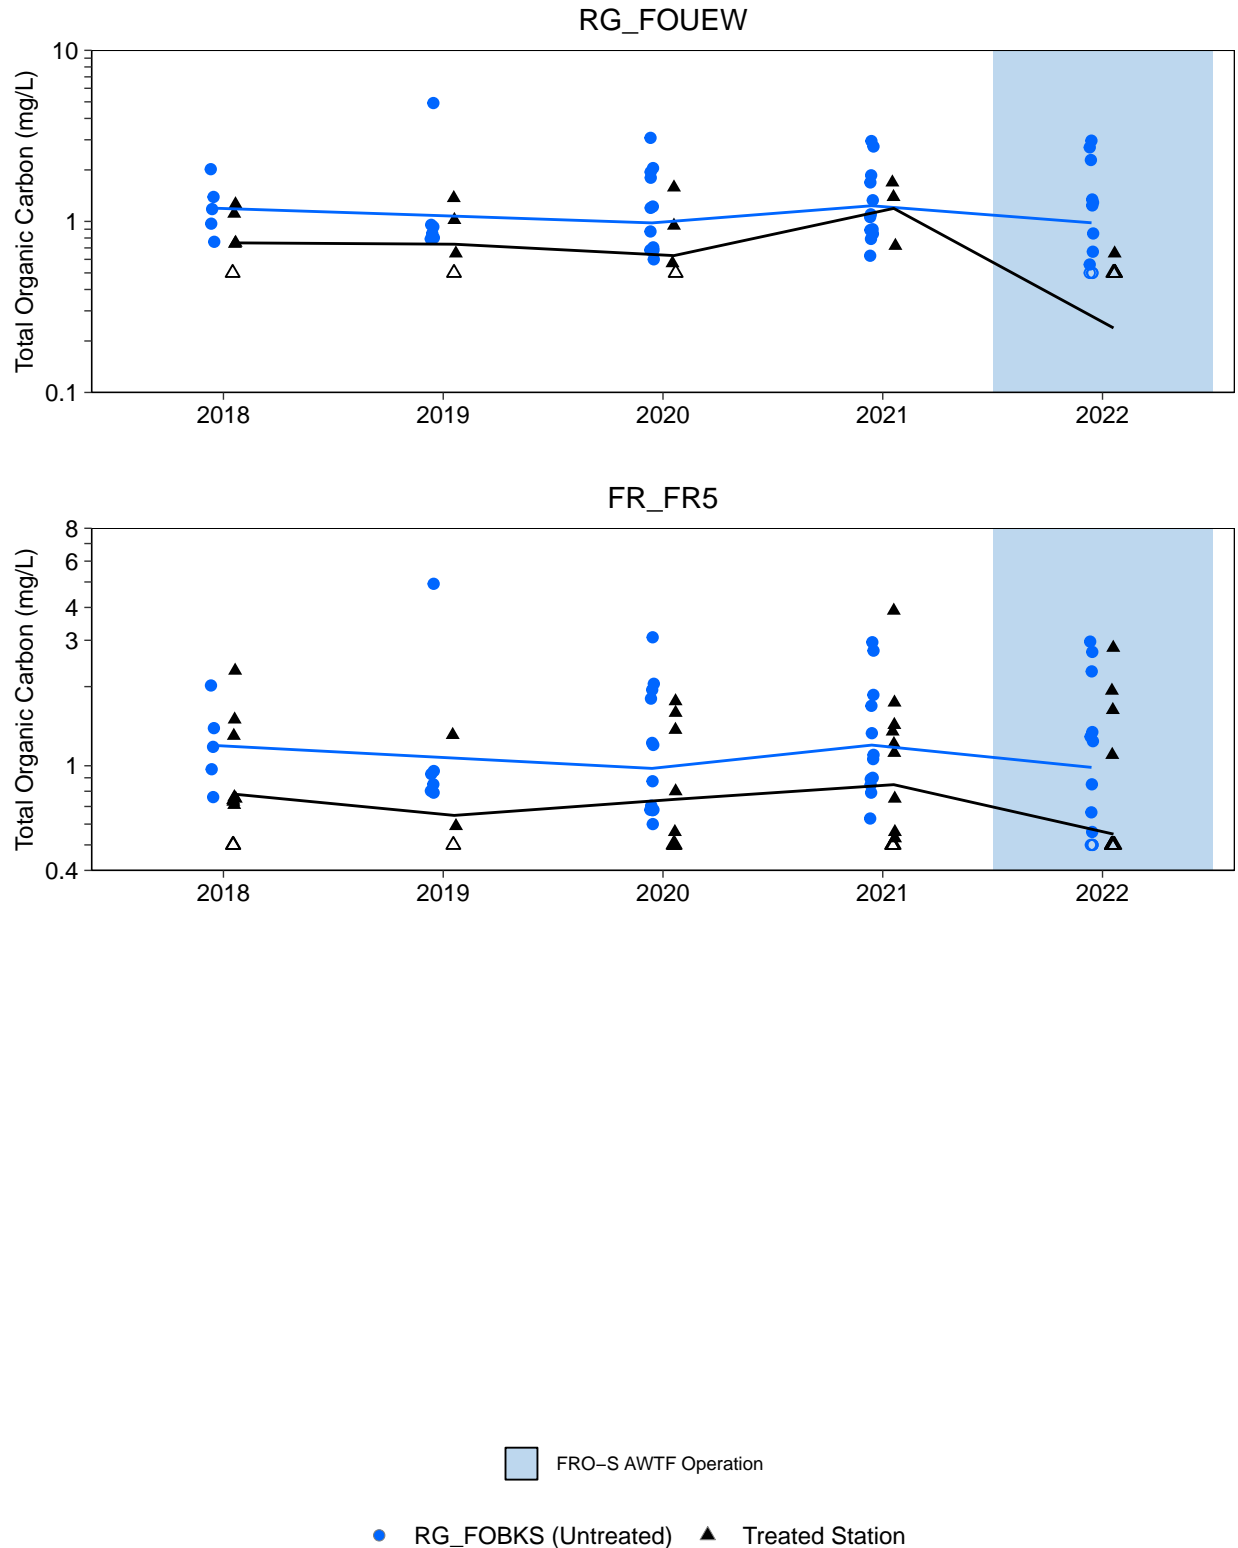 RG_FOUEW
Total Organic Carbon (mg/L)
10
1
0.1
2018 2019 2020 2021 2022
FR_FR5
Total Organic Carbon (mg/L)
8
6
4
3
1
0.4
2018 2019 2020 2021 2022
FRO−S AWTF Operation
RG_FOBKS (Untreated) Treated Station